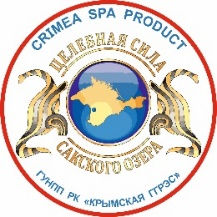 CRIMEA SPA PRODUCT
ЦЕЛЕБНАЯ СИЛА
САКСКОГО ОЗЕРА
ГУНПП РК «КРЫМСКАЯ ГГРЭС»